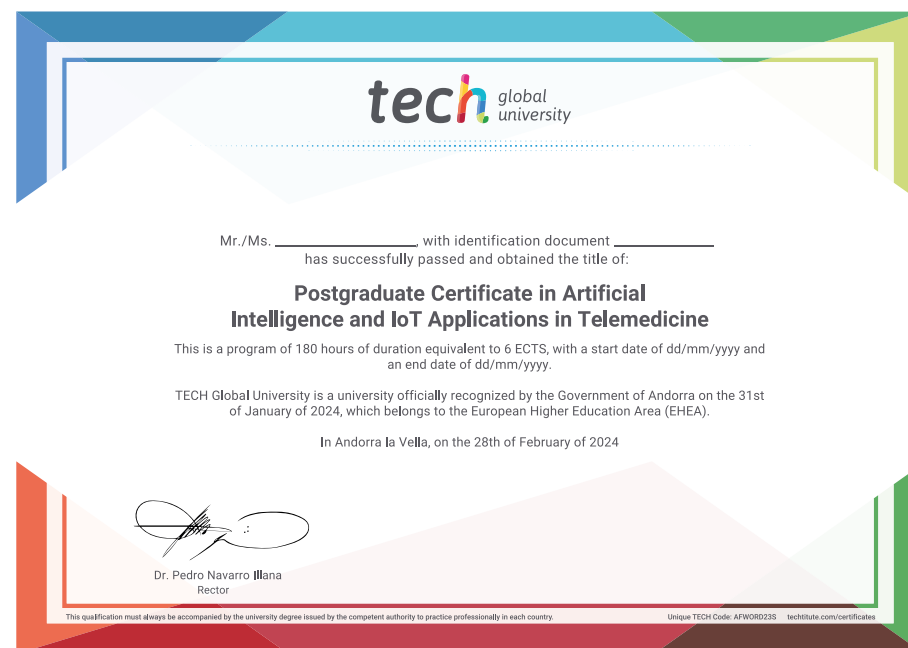 tech global
university
Mr./Ms. ____________, with identification document ____________
has successfully passed and obtained the title of:
Postgraduate Certificate in Artificial
Intelligence and IoT Applications in Telemedicine
This is a program of 180 hours of duration equivalent to 6 ECTS, with a start date of dd/mm/yyyy and
an end date of dd/mm/yyyy.
TECH Global University is a university officially recognized by the Government of Andorra on the 31st
of January of 2024, which belongs to the European Higher Education Area (EHEA).
In Andorra la Vella, on the 28th of February of 2024
Dr. Pedro Navarro Illana
Rector
This qualification must always be accompanied by the university degree issued by the competent authority to practice professionally in each country.
Unique TECH Code: AFWORD23S techtitute.com/certificates